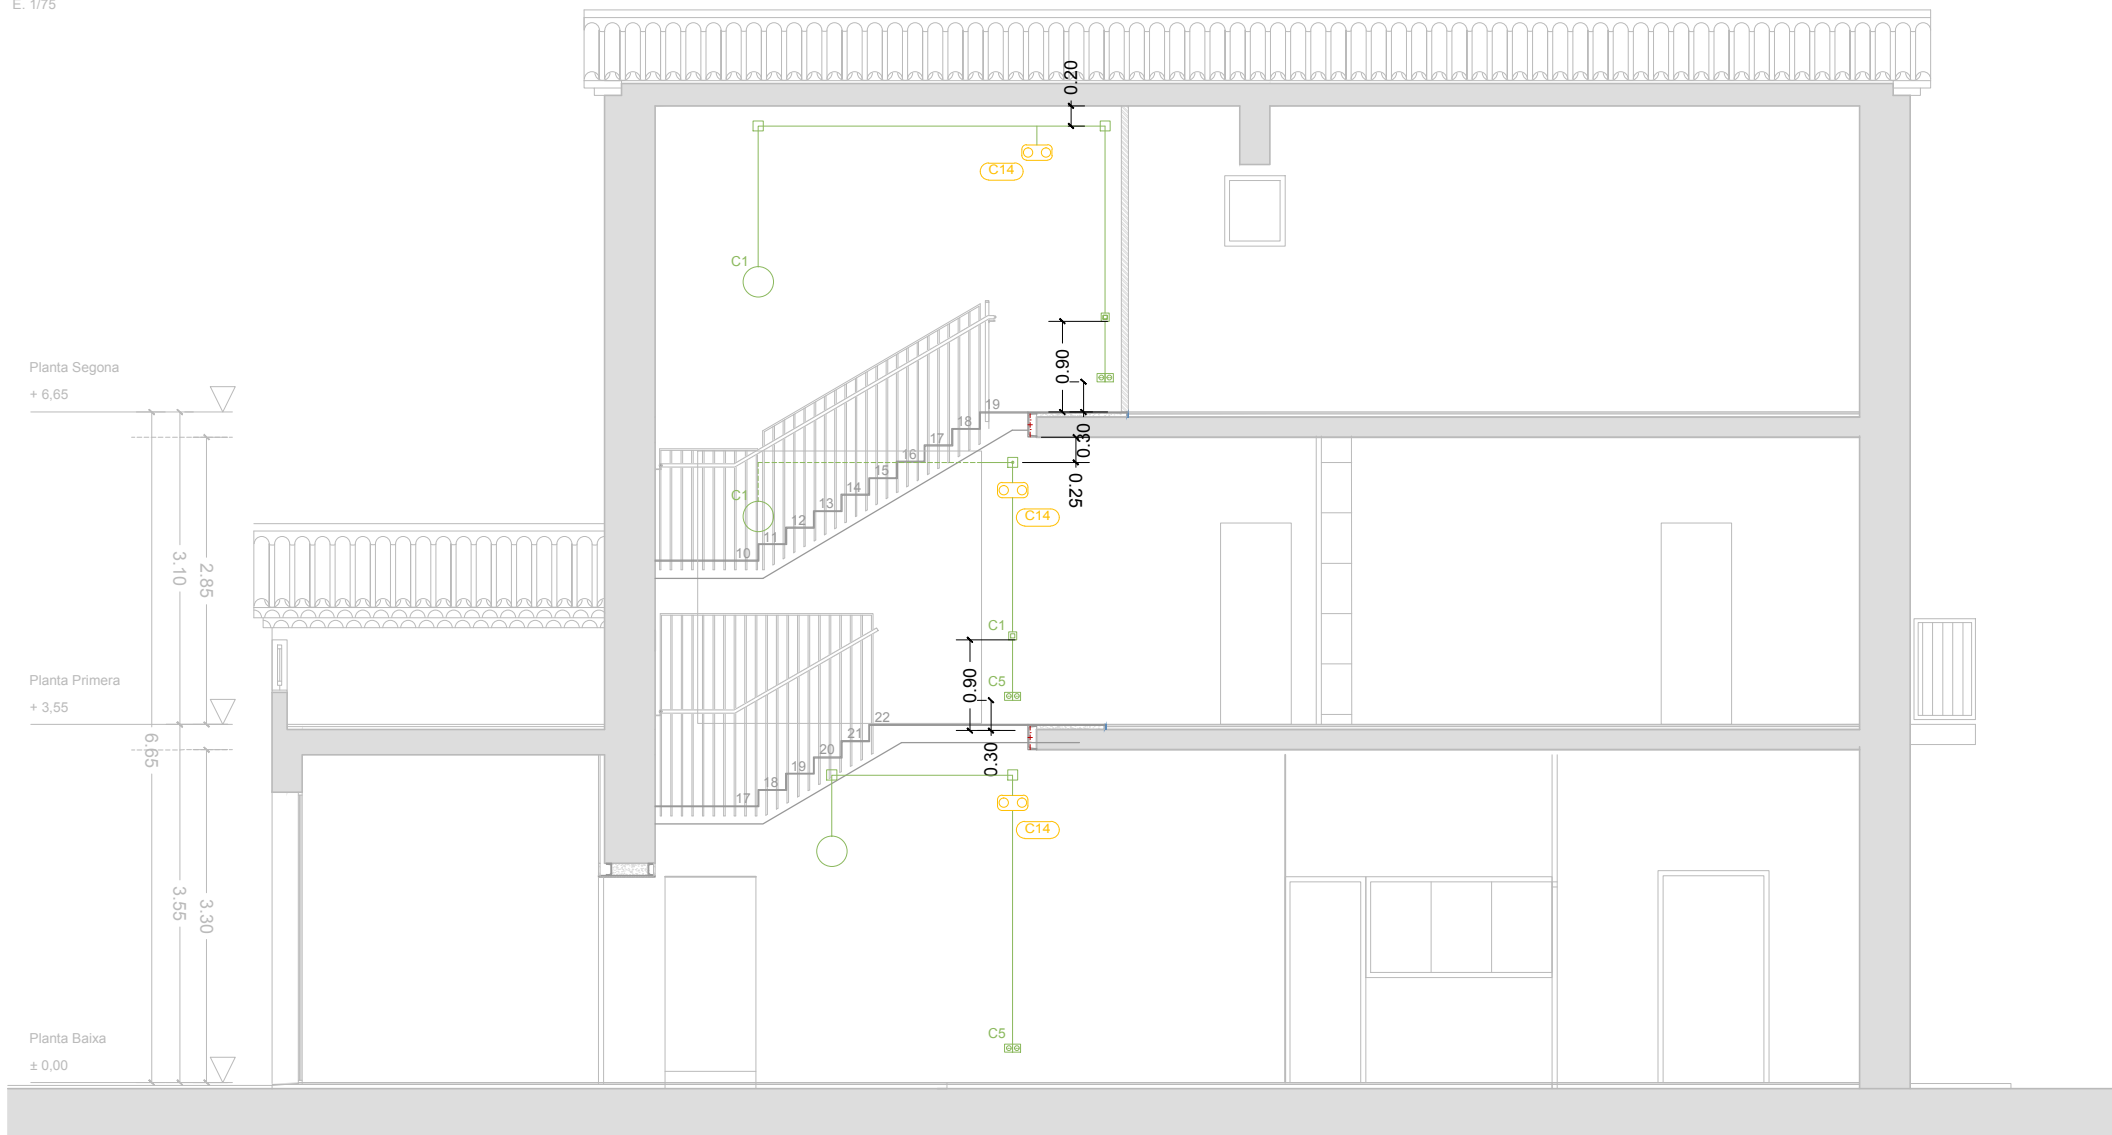 E. 1/75
0.20
C14
C1
Planta Segona
+ 6,65
0.90
0.30
0.25
19
18
17
16
15
14
13
12
11
10
C1
C14
3.10
2.85
C1
0.90
C5
Planta Primera
+ 3,55
22
21
20
19
18
17
0.30
6.65
C14
3.55
3.30
C5
Planta Baixa
± 0,00